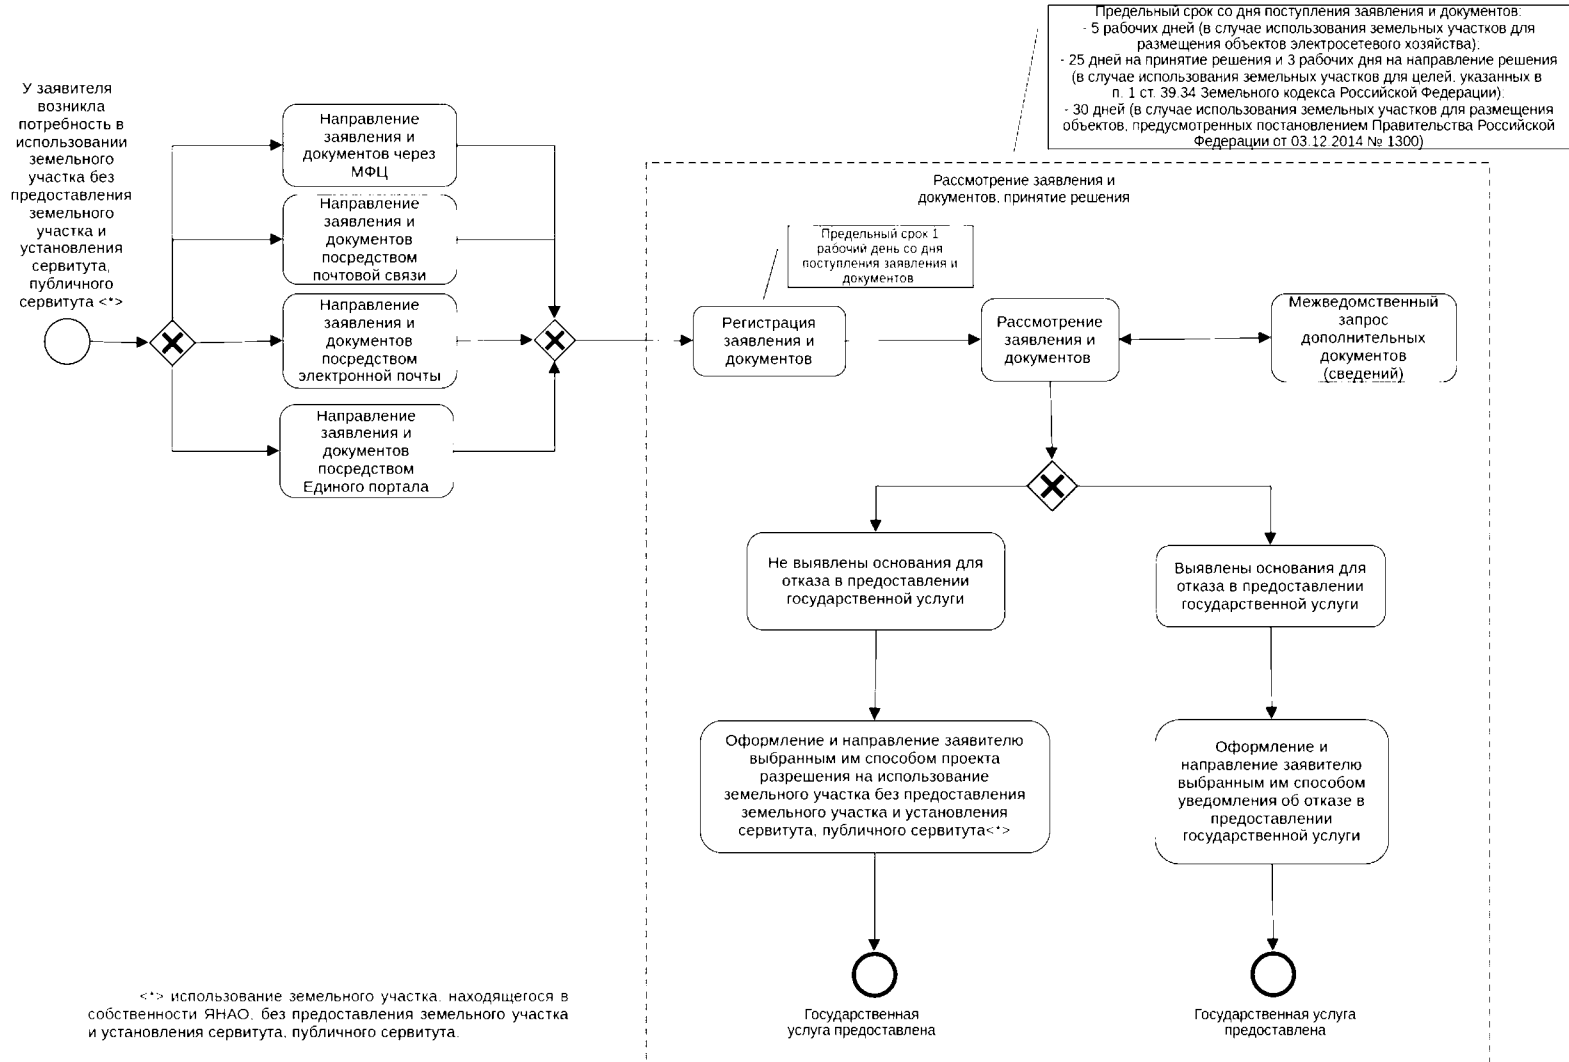 Предельный срок со дня поступления заявления и документов:
- 5 рабочих дней (в случае использования земельных участков для
размещения объектов электросетевого хозяйства);
- 25 дней на принятие решения и 3 рабочих дня на направление решения
(в случае использования земельных участков для целей, указанных в
п. 1 ст. 39.34 Земельного кодекса Российской Федерации);
- 30 дней (в случае использования земельных участков для размещения
объектов, предусмотренных постановлением Правительства Российской
Федерации от 03.12.2014 № 1300)
У заявителя
возникла
потребность в
использовании
земельного
участка без
предоставления
земельного
участка и
установления
сервитута,
публичного
сервитута <*>
Направление
заявления и
документов через
МФЦ
Направление
заявления и
документов
посредством
почтовой связи
Направление
заявления и
документов
посредством
электронной почты
Направление
заявления и
документов
посредством
Единого портала
Рассмотрение заявления и
документов, принятие решения
Предельный срок 1
рабочий день со дня
поступления заявления и
документов
Регистрация
заявления и
документов
Рассмотрение
заявления и
документов
Межведомственный
запрос
дополнительных
документов
(сведений)
Не выявлены основания для
отказа в предоставлении
государственной услуги
Выявлены основания для
отказа в предоставлении
государственной услуги
Оформление и направление заявителю
выбранным им способом проекта
разрешения на использование
земельного участка без предоставления
земельного участка и установления
сервитута, публичного сервитута<*>
Оформление и
направление заявителю
выбранным им способом
уведомления об отказе в
предоставлении
государственной услуги
Государственная
услуга предоставлена
Государственная услуга
предоставлена
<*> использование земельного участка, находящегося в
собственности ЯНАО, без предоставления земельного участка
и установления сервитута, публичного сервитута.